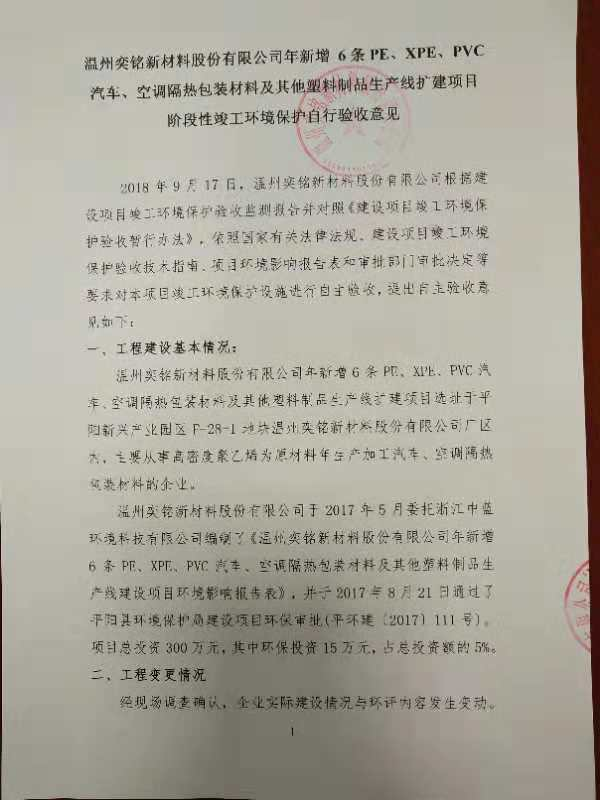 温州奕铭新材料股份有限公司年新增 6 条 PE、XPE、PVC
汽车、空调隔热包装材料及其他塑料制品生产线扩建项目
阶段性竣工环境保护自行验收意见
2018 年 9 月 17 日，温州奕铭新材料股份有限公司根据建
设项目竣工环境保护验收监测报告并对照《建设项目竣工环境保
护验收暂行办法》，依照国家有关法律法规、建设项目竣工环境
保护验收技术指南、项目环境影响报告表和审批部门审批决定等
要求对本项目竣工环境保护设施进行自主验收，提出自主验收意
见如下：
一、工程建设基本情况：
温州奕铭新材料股份有限公司年新增 6 条 PE、XPE、PVC 汽
车、空调隔热包装材料及其他塑料制品生产线扩建项目选址于平
阳新兴产业园区 F-28-1 地块温州奕铭新材料股份有限公司厂区
内，主要从事高密度聚乙烯为原材料年生产加工汽车、空调隔热
包装材料的企业。
温州奕铭新材料股份有限公司于 2017 年 5 月委托浙江中蓝
环境科技有限公司编制了《温州奕铭新材料股份有限公司年新增
6 条 PE、XPE、PVC 汽车、空调隔热包装材料及其他塑料制品生
产线建设项目环境影响报告表》，并于 2017 年 8 月 21 日通过了
平阳县环境保护局建设项目环保审批(平环建〔2017〕111 号)。
项目总投资 300 万元，其中环保投资 15 万元，占总投资额的 5%。
二、工程变更情况
经现场调查确认，企业实际建设情况与环评内容发生变动。
1